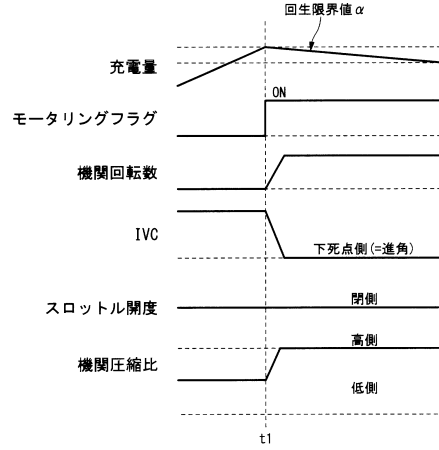 回生限界値α
充電量
ON
モータリングフラグ
機関回転数
IVC
下死点側(=進角)
スロットル開度
閉側
高側
機関圧縮比
低側
t1